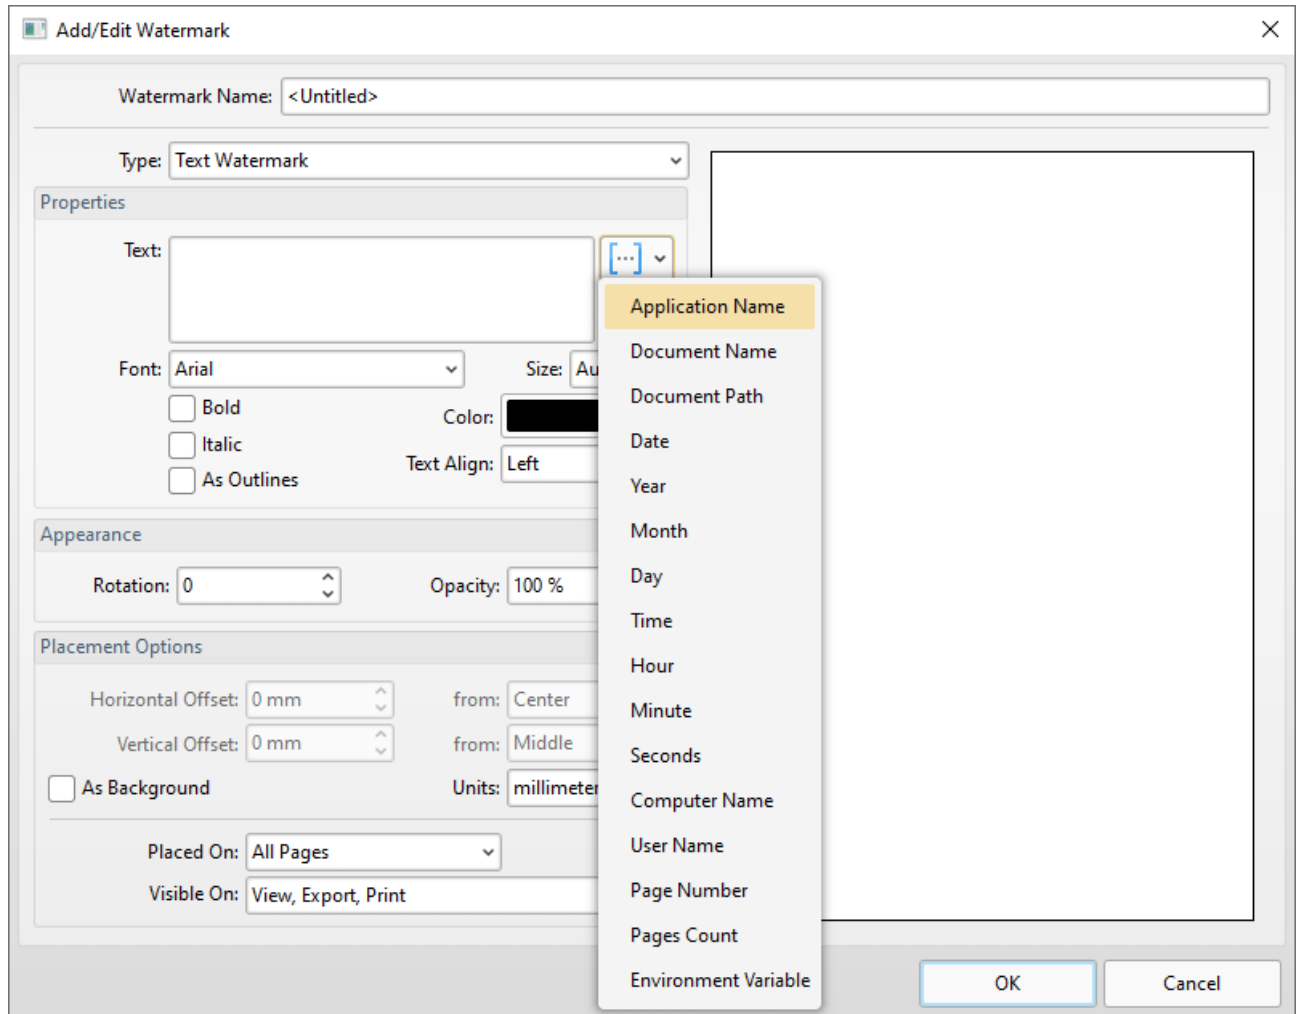 Add/Edit Watermark
Watermark Name: <Untitled>
Type: Text Watermark
Properties
Text:
[...]
Application Name
Document Name
Document Path
Date
Year
Month
Day
Time
Hour
Minute
Seconds
Computer Name
User Name
Page Number
Pages Count
Environment Variable
Font: Arial
Size: Au
Bold
Color:
Italic
Text Align: Left
As Outlines
Appearance
Rotation: 0
Opacity: 100 %
Placement Options
Horizontal Offset: 0 mm
from: Center
Vertical Offset: 0 mm
from: Middle
As Background
Units: millimeter
Placed On: All Pages
Visible On: View, Export, Print
OK
Cancel